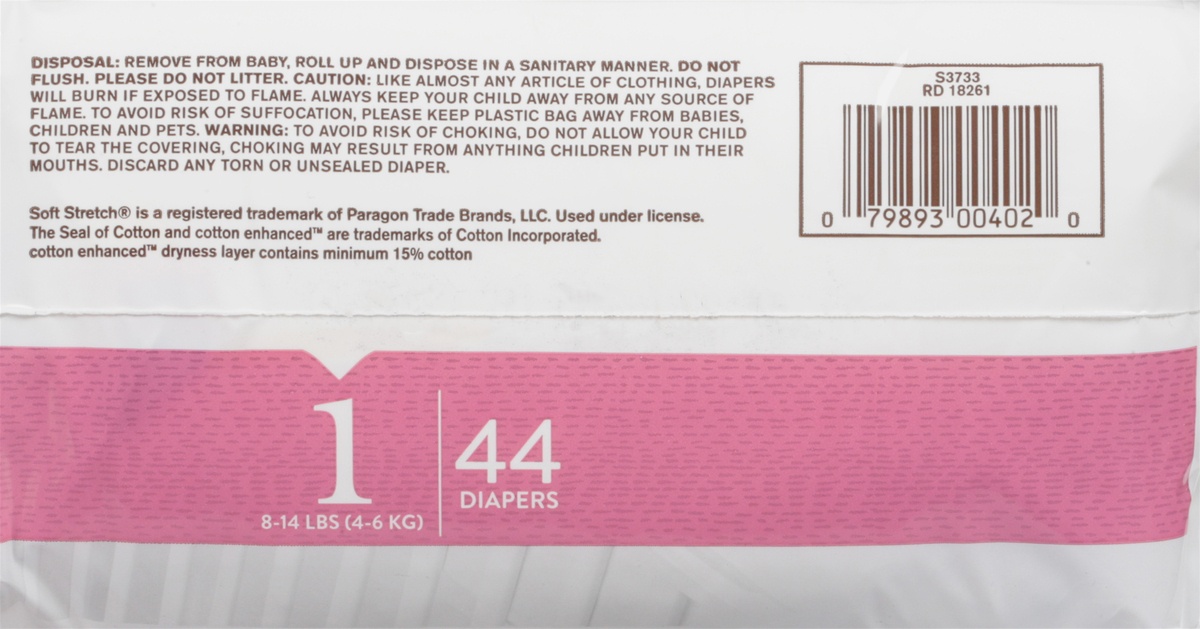 DISPOSAL: REMOVE FROM BABY, ROLL UP AND DISPOSE IN A SANITARY MANNER. DO NOT
FLUSH. PLEASE DO NOT LITTER. CAUTION: LIKE ALMOST ANY ARTICLE OF CLOTHING, DIAPERS
WILL BURN IF EXPOSED TO FLAME. ALWAYS KEEP YOUR CHILD AWAY FROM ANY SOURCE OF
FLAME. TO AVOID RISK OF SUFFOCATION, PLEASE KEEP PLASTIC BAG AWAY FROM BABIES,
CHILDREN AND PETS. WARNING: TO AVOID RISK OF CHOKING, DO NOT ALLOW YOUR CHILD
TO TEAR THE COVERING, CHOKING MAY RESULT FROM ANYTHING CHILDREN PUT IN THEIR
MOUTHS. DISCARD ANY TORN OR UNSEALED DIAPER.
Soft Stretch® is a registered trademark of Paragon Trade Brands, LLC. Used under license.
The Seal of Cotton and cotton enhanced™ are trademarks of Cotton Incorporated.
cotton enhanced™ dryness layer contains minimum 15% cotton
S3733
RD 18261
0 79893 00402 0
1
8-14 LBS (4-6 KG)
44
DIAPERS